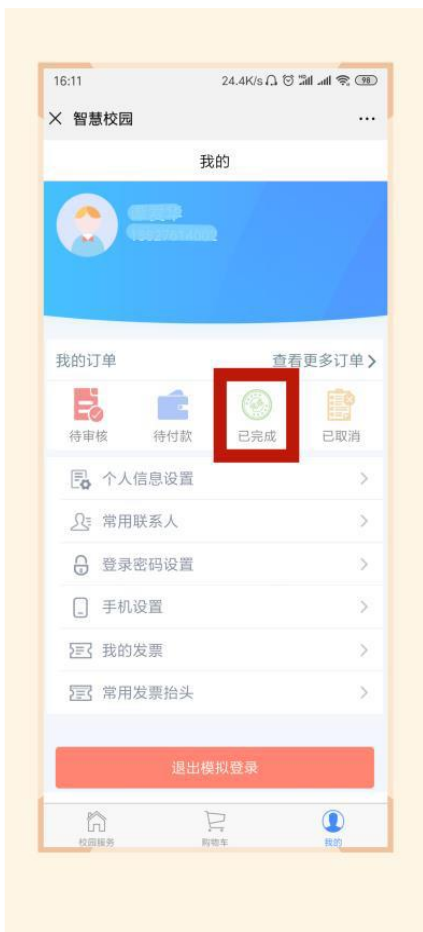 16:11 24.4K/s 98
智慧校园 ...
我的
我的订单 查看更多订单
待审核 待付款 已完成 已取消
个人信息设置
常用联系人
登录密码设置
手机设置
我的发票
常用发票抬头
退出模拟登录
校园服务 购物车 我的